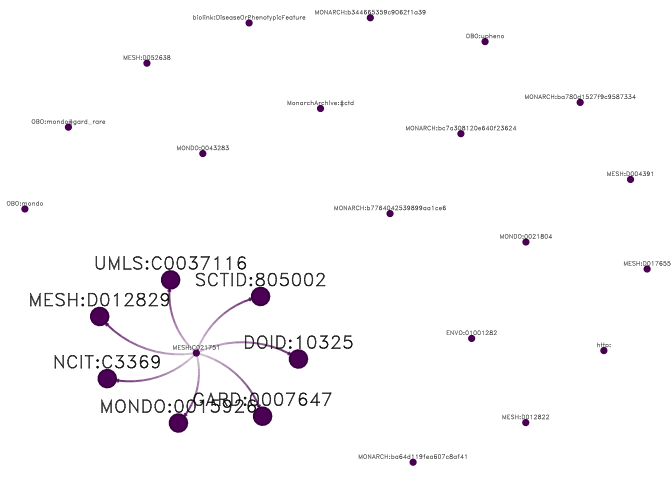 MONARCH:b344665359c9062f1a39
biolink:DiseaseOrPhenotypicFeature
OBO:upheno
MESH:D052638
MONARCH:ba780d1527f9c9587334
MonarchArchive:#ctd
OBO:mondo#gard_rare
MONARCH:bc7a308120e640f23624
MONDO:0043283
MESH:D004391
OBO:mondo
MONARCH:b7764042539899aa1ce6
MONDO:0021804
UMLS:C0037116
MESH:D017655
SCTID:805002
MESH:D012829
ENVO:01001282
DOID:10325
http:
MESH:C021751
NCIT:C3369
GARD:0007647
MONDO:0015926
MESH:D012822
MONARCH:ba64d119fea607c8af41